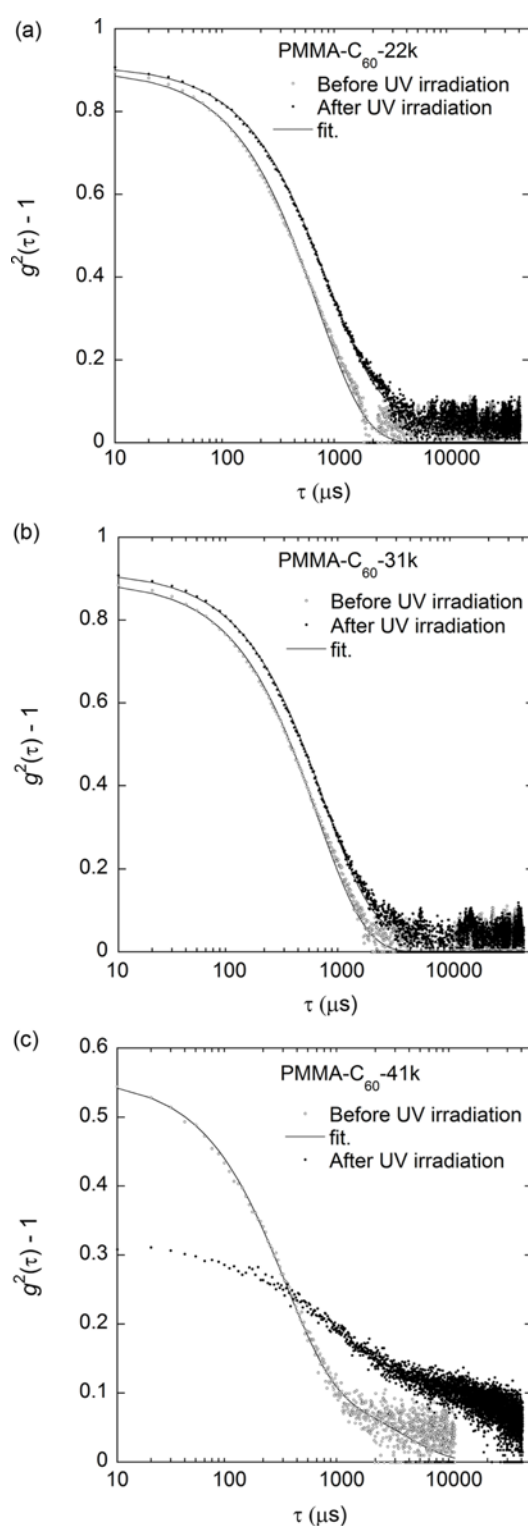 (a)
PMMA-C₆₀-22k
Before UV irradiation
After UV irradiation
fit.
1
0.8
0.6
0.4
0.2
0
g²(τ) - 1
10 100 1000 10000
τ (μs)
(b)
PMMA-C₆₀-31k
Before UV irradiation
After UV irradiation
fit.
1
0.8
0.6
0.4
0.2
0
g²(τ) - 1
10 100 1000 10000
τ (μs)
(c)
PMMA-C₆₀-41k
Before UV irradiation
fit.
After UV irradiation
0.6
0.5
0.4
0.3
0.2
0.1
0
g²(τ) - 1
10 100 1000 10000
τ (μs)